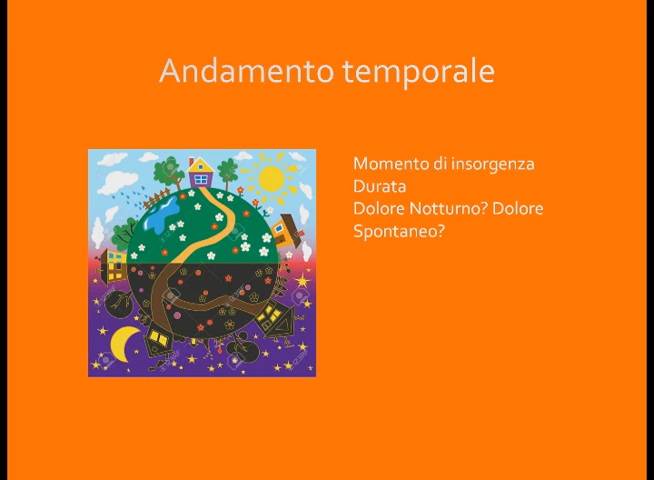 Andamento temporale
Momento di insorgenza
Durata
Dolore Notturno? Dolore
Spontaneo?